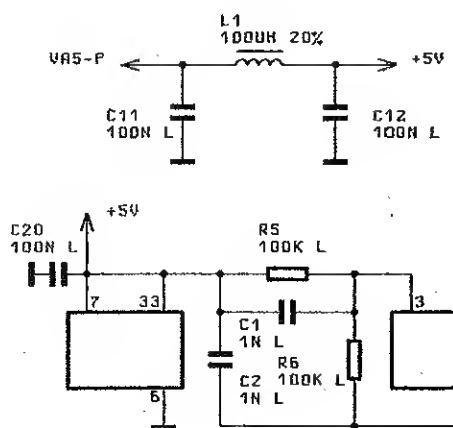 L1
100UH 20%
VA5-P
+5V
C11
100N L
C12
100N L
+5V
C20
100N L
R5
100K L
7
33
3
C1
1N L
R6
100K L
C2
1N L
6